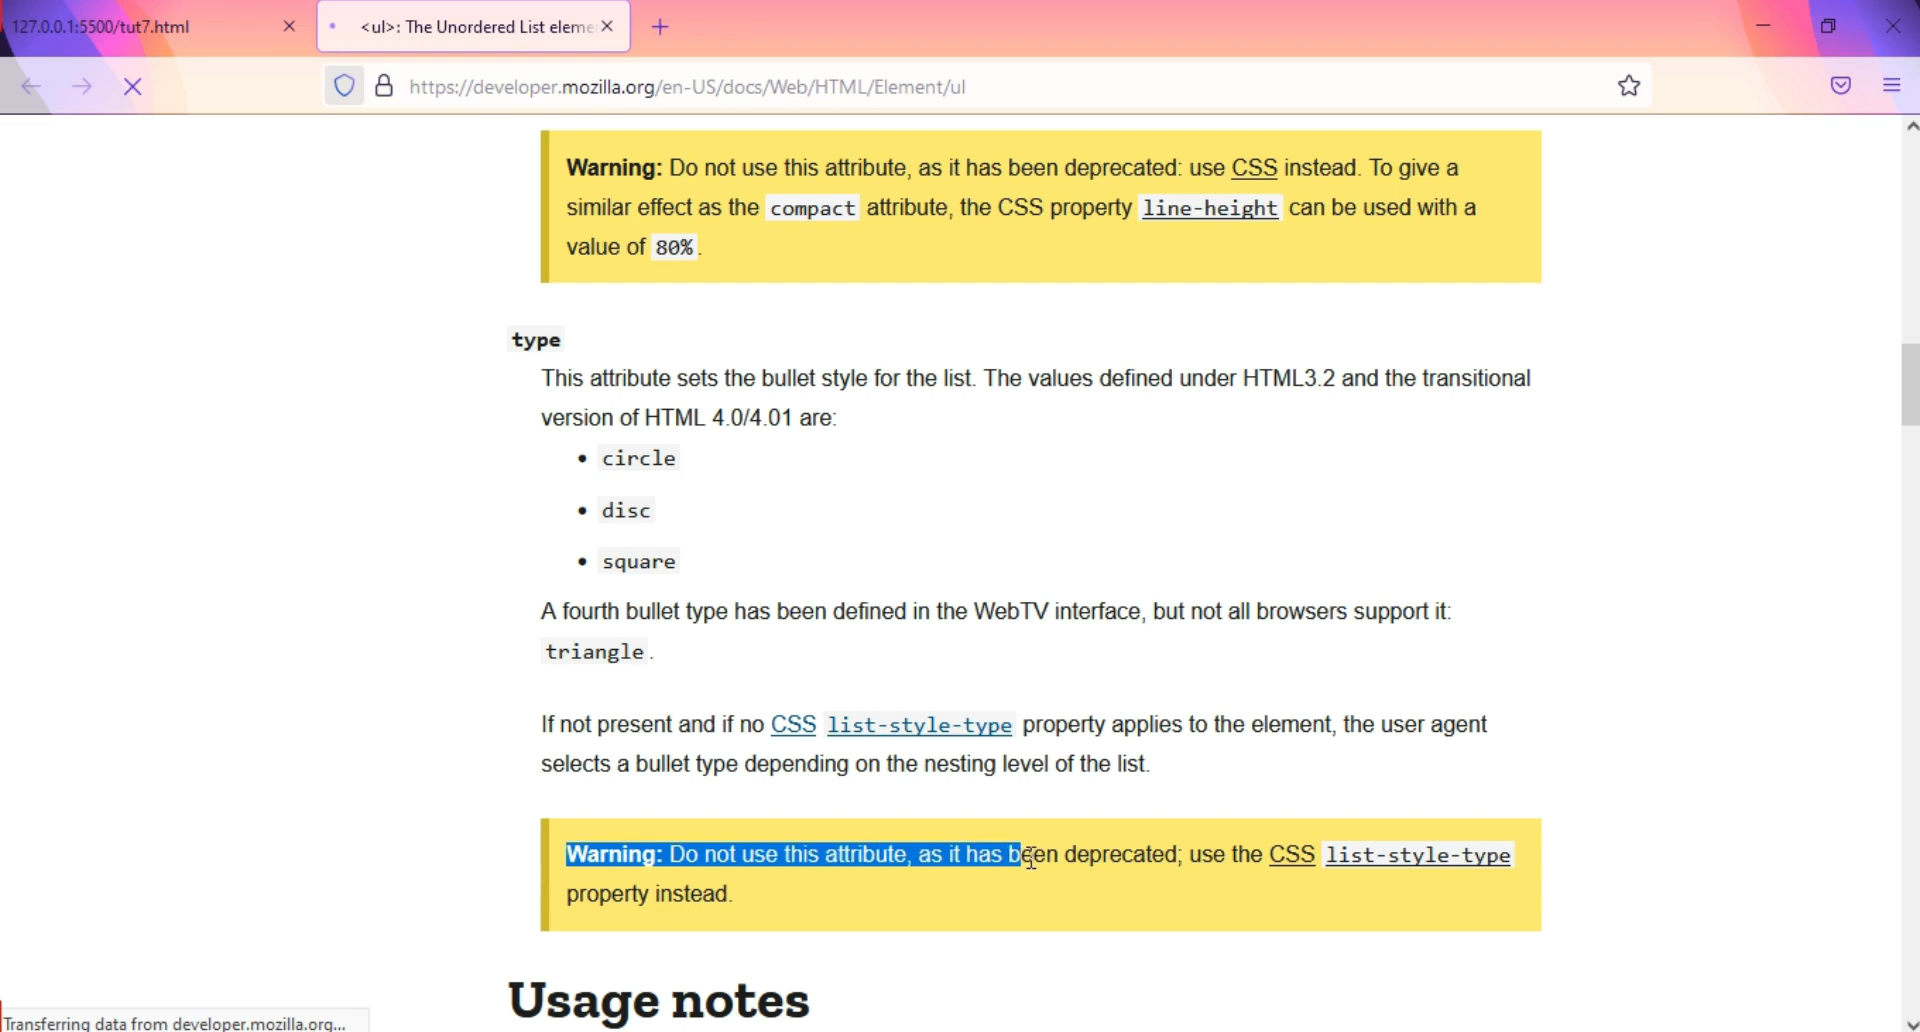 127.0.0.1:5500/tut7.html
<ul>: The Unordered List eleme
https://developer.mozilla.org/en-US/docs/Web/HTML/Element/ul
Warning: Do not use this attribute, as it has been deprecated: use CSS instead. To give a
similar effect as the compact attribute, the CSS property line-height can be used with a
value of 80%.
type
This attribute sets the bullet style for the list. The values defined under HTML3.2 and the transitional
version of HTML 4.0/4.01 are:
• circle
• disc
• square
A fourth bullet type has been defined in the WebTV interface, but not all browsers support it:
triangle.
If not present and if no CSS list-style-type property applies to the element, the user agent
selects a bullet type depending on the nesting level of the list.
Warning: Do not use this attribute, as it has been deprecated; use the CSS list-style-type
property instead.
Usage notes
Transferring data from developer.mozilla.org...